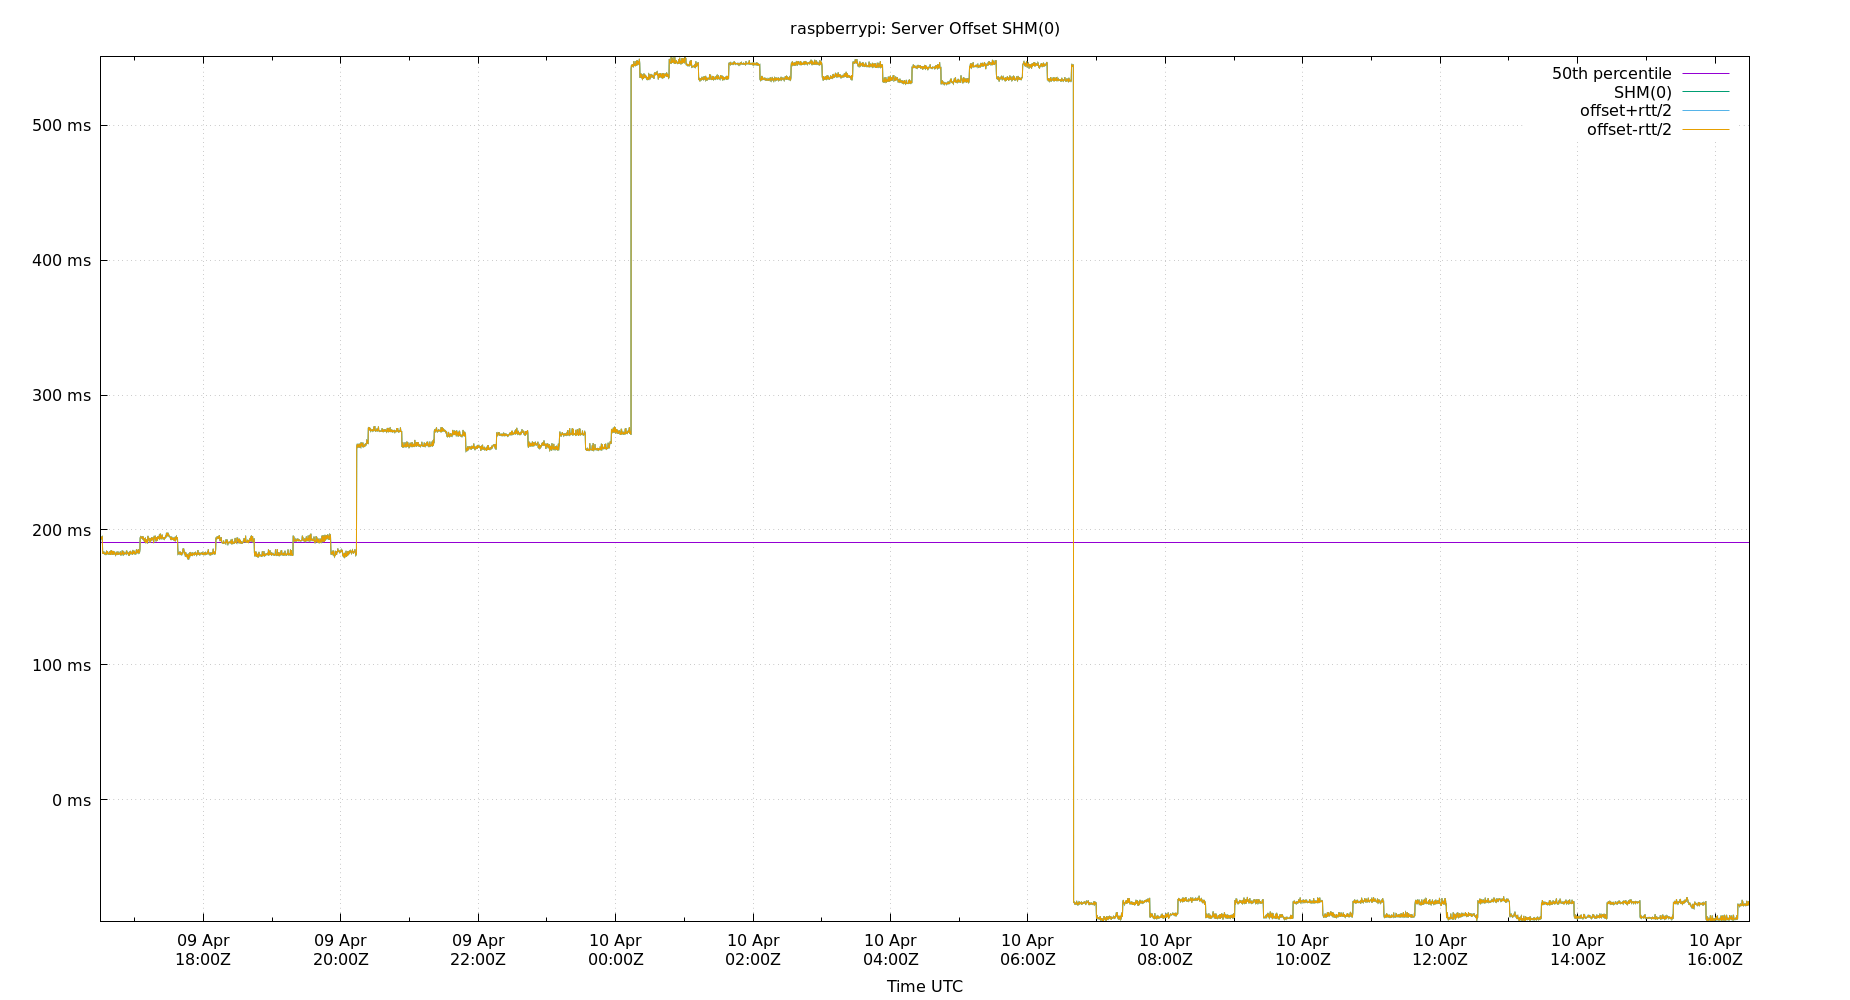 raspberrypi: Server Offset SHM(0)
50th percentile
SHM(0)
offset+rtt/2
offset-rtt/2
500 ms
400 ms
300 ms
200 ms
100 ms
0 ms
09 Apr 09 Apr 09 Apr 10 Apr 10 Apr 10 Apr 10 Apr 10 Apr 10 Apr 10 Apr 10 Apr 10 Apr
18:00Z 20:00Z 22:00Z 00:00Z 02:00Z 04:00Z 06:00Z 08:00Z 10:00Z 12:00Z 14:00Z 16:00Z
Time UTC